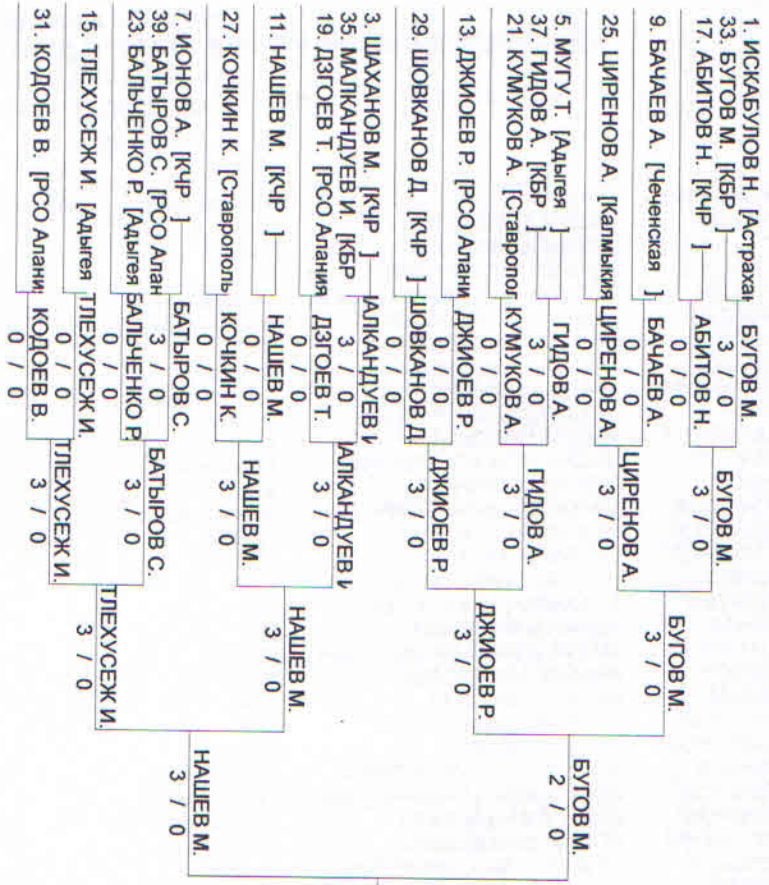 1. ИСКАБУЛОВ Н. [Астрахан
33. БУГОВ М. [КБР ]
17. АБИТОВ Н. [КЧР ]
9. БАЧАЕВ А. [Чеченская ]
25. ЦИРЕНОВ А. [Калмыкия
5. МУГУ Т. [Адыгея ]
37. ГИДОВ А. [КБР ]
21. КУМУКОВ А. [Ставропол
13. ДЖИОЕВ Р. [РСО Алани
29. ШОВКАНОВ Д. [КЧР ]
3. ШАХАНОВ М. [КЧР ]
35. МАЛКАНДУЕВ И. [КБР
19. ДЗГОЕВ Т. [РСО Алания
11. НАШЕВ М. [КЧР ]
27. КОЧКИН К. [Ставрополь
7. ИОНОВ А. [КЧР ]
39. БАТЫРОВ С. [РСО Алан
23. БАЛЬЧЕНКО Р. [Адыгея
15. ТЛЕХУСЕЖ И. [Адыгея
31. КОДОЕВ В. [РСО Алани
БУГОВ М.
3 / 0
АБИТОВ Н.
0 / 0
БАЧАЕВ А.
0 / 0
ЦИРЕНОВ А.
0 / 0
ГИДОВ А.
3 / 0
КУМУКОВ А.
0 / 0
ДЖИОЕВ Р.
0 / 0
ШОВКАНОВ Д.
0 / 0
АЛКАНДУЕВ И
3 / 0
ДЗГОЕВ Т.
0 / 0
НАШЕВ М.
0 / 0
КОЧКИН К.
0 / 0
БАТЫРОВ С.
3 / 0
БАЛЬЧЕНКО Р.
0 / 0
ТЛЕХУСЕЖ И.
0 / 0
КОДОЕВ В.
0 / 0
БУГОВ М.
3 / 0
ЦИРЕНОВ А.
3 / 0
ГИДОВ А.
3 / 0
ДЖИОЕВ Р.
3 / 0
АЛКАНДУЕВ И
3 / 0
НАШЕВ М.
3 / 0
БАТЫРОВ С.
3 / 0
ТЛЕХУСЕЖ И.
3 / 0
БУГОВ М.
3 / 0
ДЖИОЕВ Р.
3 / 0
НАШЕВ М.
3 / 0
ТЛЕХУСЕЖ И.
3 / 0
БУГОВ М.
2 / 0
НАШЕВ М.
3 / 0